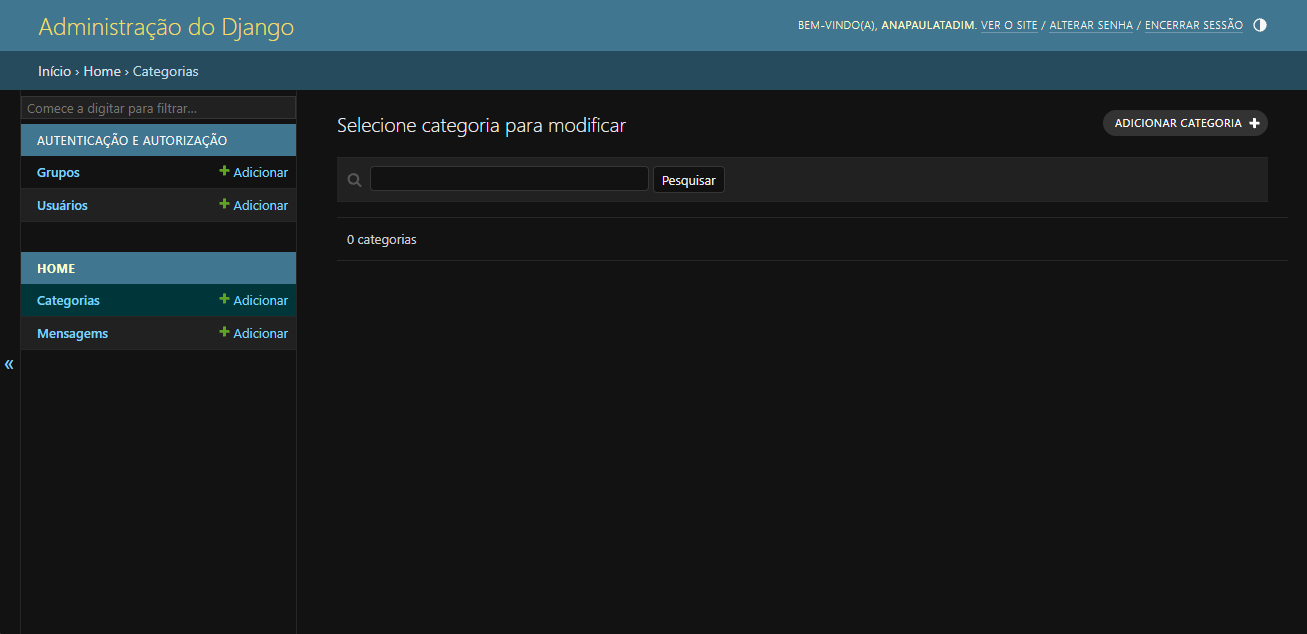 Administração do Django
BEM-VINDO(A), ANAPAULATADIM. VER O SITE / ALTERAR SENHA / ENCERRAR SESSÃO
Início › Home › Categorias
Comece a digitar para filtrar...
AUTENTICAÇÃO E AUTORIZAÇÃO
Grupos + Adicionar
Usuários + Adicionar
HOME
Categorias + Adicionar
Mensagems + Adicionar
«
Selecione categoria para modificar
ADICIONAR CATEGORIA +
Pesquisar
0 categorias